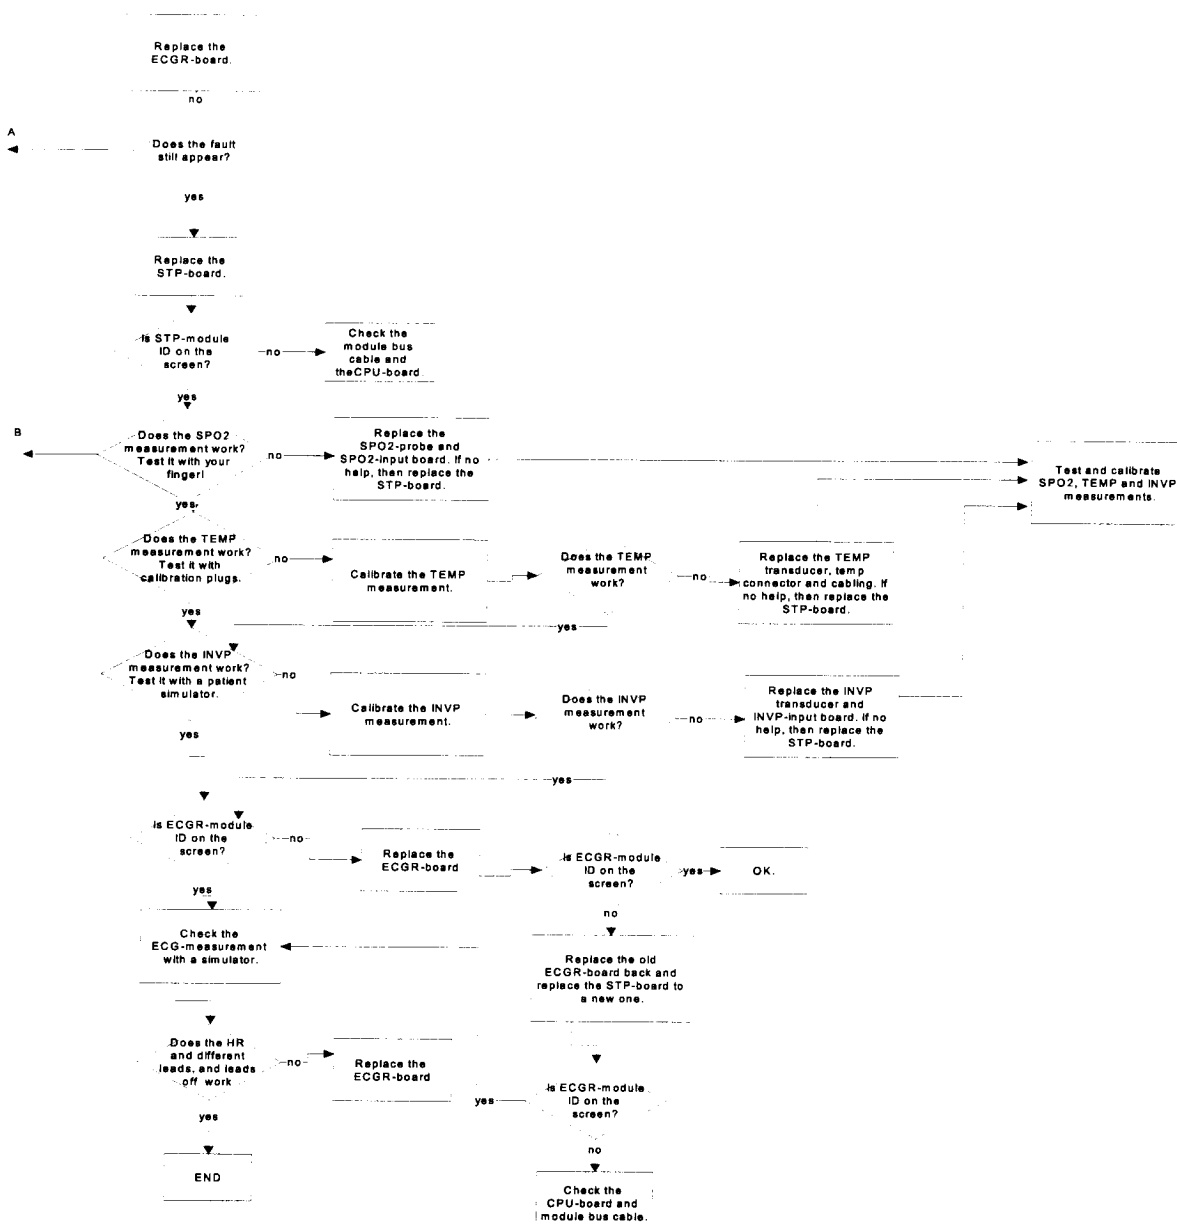 Replace the
ECGR-board.
no
A
Does the fault
still appear?
yes
Replace the
STP-board.
Is STP-module
ID on the
screen?
no
Check the
module bus
cable and
theCPU-board.
yes
B
Does the SPO2
measurement work?
Test it with your
finger!
no
Replace the
SPO2-probe and
SPO2-input board. If no
help, then replace the
STP-board.
Test and calibrate
SPO2, TEMP and INVP
measurements.
yes
Does the TEMP
measurement work?
Test it with
calibration plugs.
no
Calibrate the TEMP
measurement.
Does the TEMP
measurement
work?
no
Replace the TEMP
transducer, temp
connector and cabling. If
no help, then replace the
STP-board.
yes
yes
Does the INVP
measurement work?
Test it with a patient
simulator.
no
Calibrate the INVP
measurement.
Does the INVP
measurement
work?
no
Replace the INVP
transducer and
INVP-input board. If no
help, then replace the
STP-board.
yes
yes
Is ECGR-module
ID on the
screen?
no
Replace the
ECGR-board
Is ECGR-module
ID on the
screen?
yes
OK.
yes
no
Check the
ECG-measurement
with a simulator.
Replace the old
ECGR-board back and
replace the STP-board to
a new one.
Does the HR
and different
leads, and leads
off work
no
Replace the
ECGR-board
yes
Is ECGR-module
ID on the
screen?
yes
no
END
Check the
CPU-board and
module bus cable.